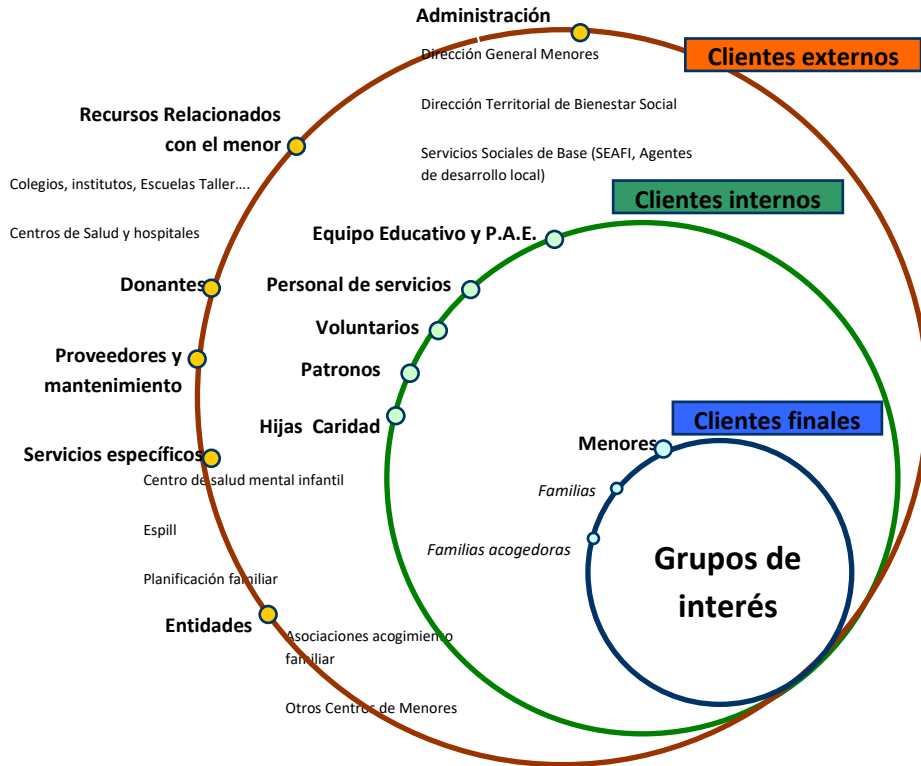 Administración
Clientes externos
Dirección General Menores
Dirección Territorial de Bienestar Social
Servicios Sociales de Base (SEAFI, Agentes
de desarrollo local)
Recursos Relacionados
con el menor
Colegios, institutos, Escuelas Taller....
Centros de Salud y hospitales
Donantes
Proveedores y
mantenimiento
Servicios específicos
Centro de salud mental infantil
Espill
Planificación familiar
Entidades
Asociaciones acogimiento
familiar
Otros Centros de Menores
Clientes internos
Equipo Educativo y P.A.E.
Personal de servicios
Voluntarios
Patronos
Hijas Caridad
Clientes finales
Menores
Familias
Familias acogedoras
Grupos de
interés